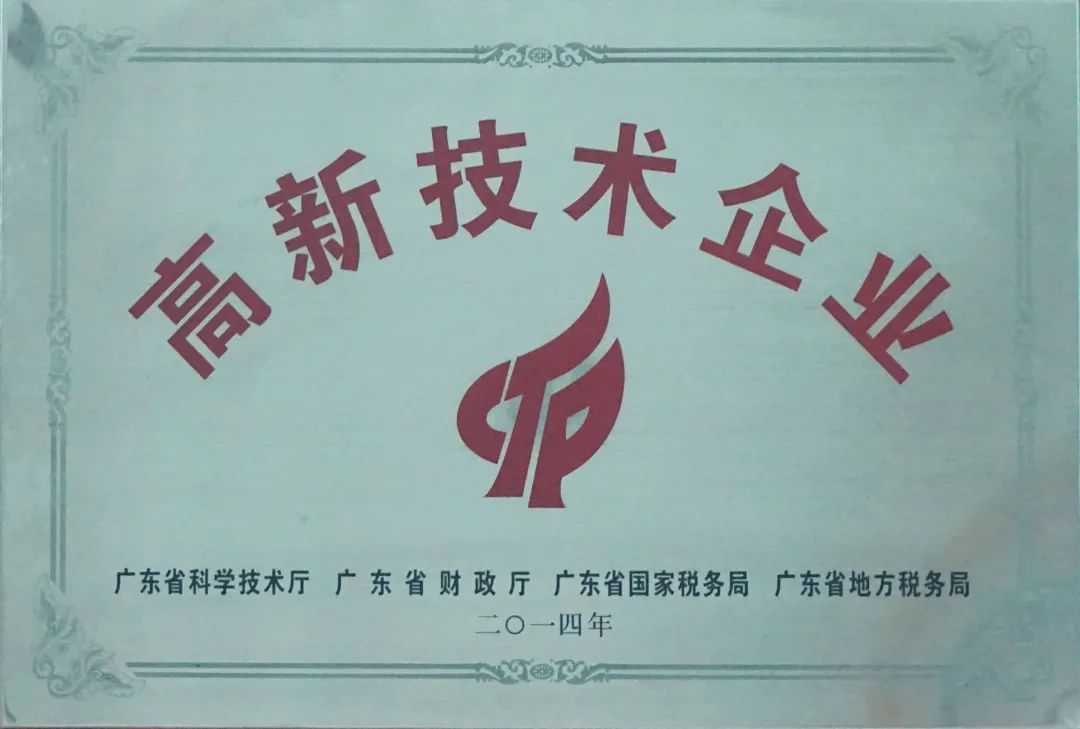 高新技术企业
广东省科学技术厅 广东省财政厅 广东省国家税务局 广东省地方税务局
二〇一四年